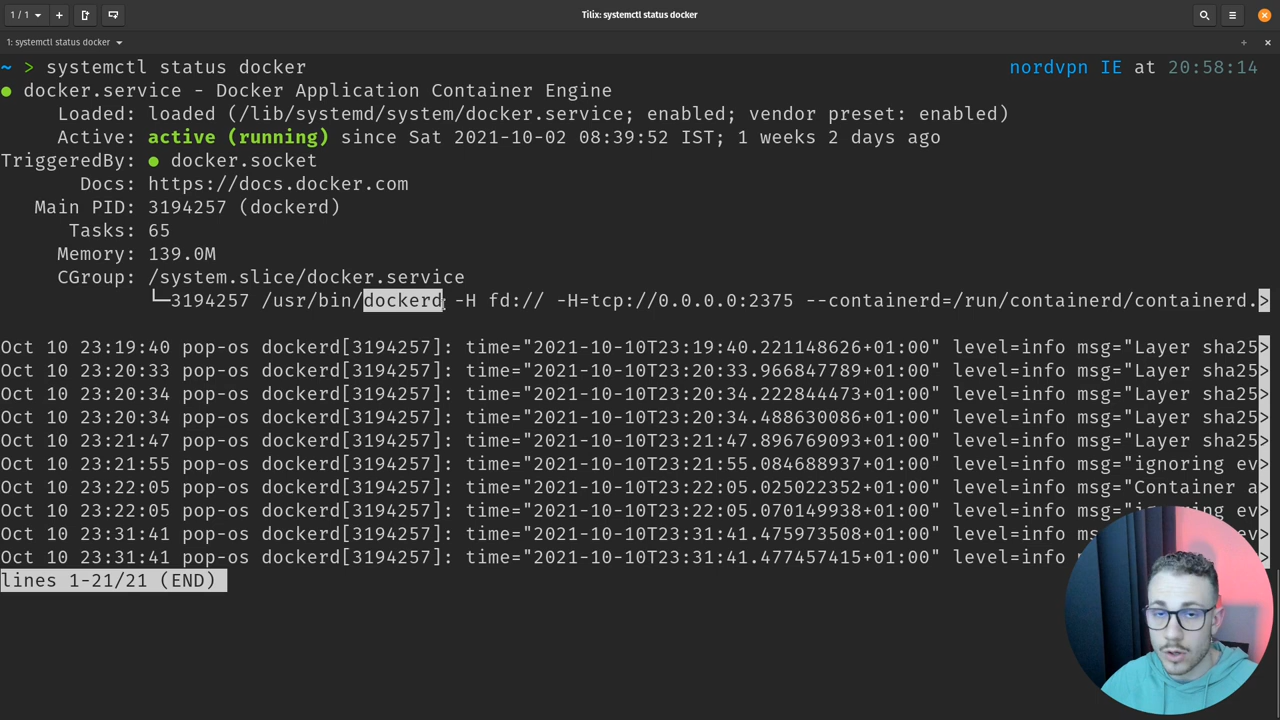 1 / 1
Tilix: systemctl status docker
1: systemctl status docker
~ > systemctl status docker nordvpn IE at 20:58:14
● docker.service - Docker Application Container Engine
Loaded: loaded (/lib/systemd/system/docker.service; enabled; vendor preset: enabled)
Active: active (running) since Sat 2021-10-02 08:39:52 IST; 1 weeks 2 days ago
TriggeredBy: ● docker.socket
Docs: https://docs.docker.com
Main PID: 3194257 (dockerd)
Tasks: 65
Memory: 139.0M
CGroup: /system.slice/docker.service
└─3194257 /usr/bin/dockerd -H fd:// -H=tcp://0.0.0.0:2375 --containerd=/run/containerd/containerd.>
Oct 10 23:19:40 pop-os dockerd[3194257]: time="2021-10-10T23:19:40.221148626+01:00" level=info msg="Layer sha25>
Oct 10 23:20:33 pop-os dockerd[3194257]: time="2021-10-10T23:20:33.966847789+01:00" level=info msg="Layer sha25>
Oct 10 23:20:34 pop-os dockerd[3194257]: time="2021-10-10T23:20:34.222844473+01:00" level=info msg="Layer sha25>
Oct 10 23:20:34 pop-os dockerd[3194257]: time="2021-10-10T23:20:34.488630086+01:00" level=info msg="Layer sha25>
Oct 10 23:21:47 pop-os dockerd[3194257]: time="2021-10-10T23:21:47.896769093+01:00" level=info msg="Layer sha25>
Oct 10 23:21:55 pop-os dockerd[3194257]: time="2021-10-10T23:21:55.084688937+01:00" level=info msg="ignoring ev>
Oct 10 23:22:05 pop-os dockerd[3194257]: time="2021-10-10T23:22:05.025022352+01:00" level=info msg="Container a>
Oct 10 23:22:05 pop-os dockerd[3194257]: time="2021-10-10T23:22:05.070149938+01:00" level=info msg="ignoring ev>
Oct 10 23:31:41 pop-os dockerd[3194257]: time="2021-10-10T23:31:41.475973508+01:00" level=info ev>
Oct 10 23:31:41 pop-os dockerd[3194257]: time="2021-10-10T23:31:41.477457415+01:00" level=info >
lines 1-21/21 (END)